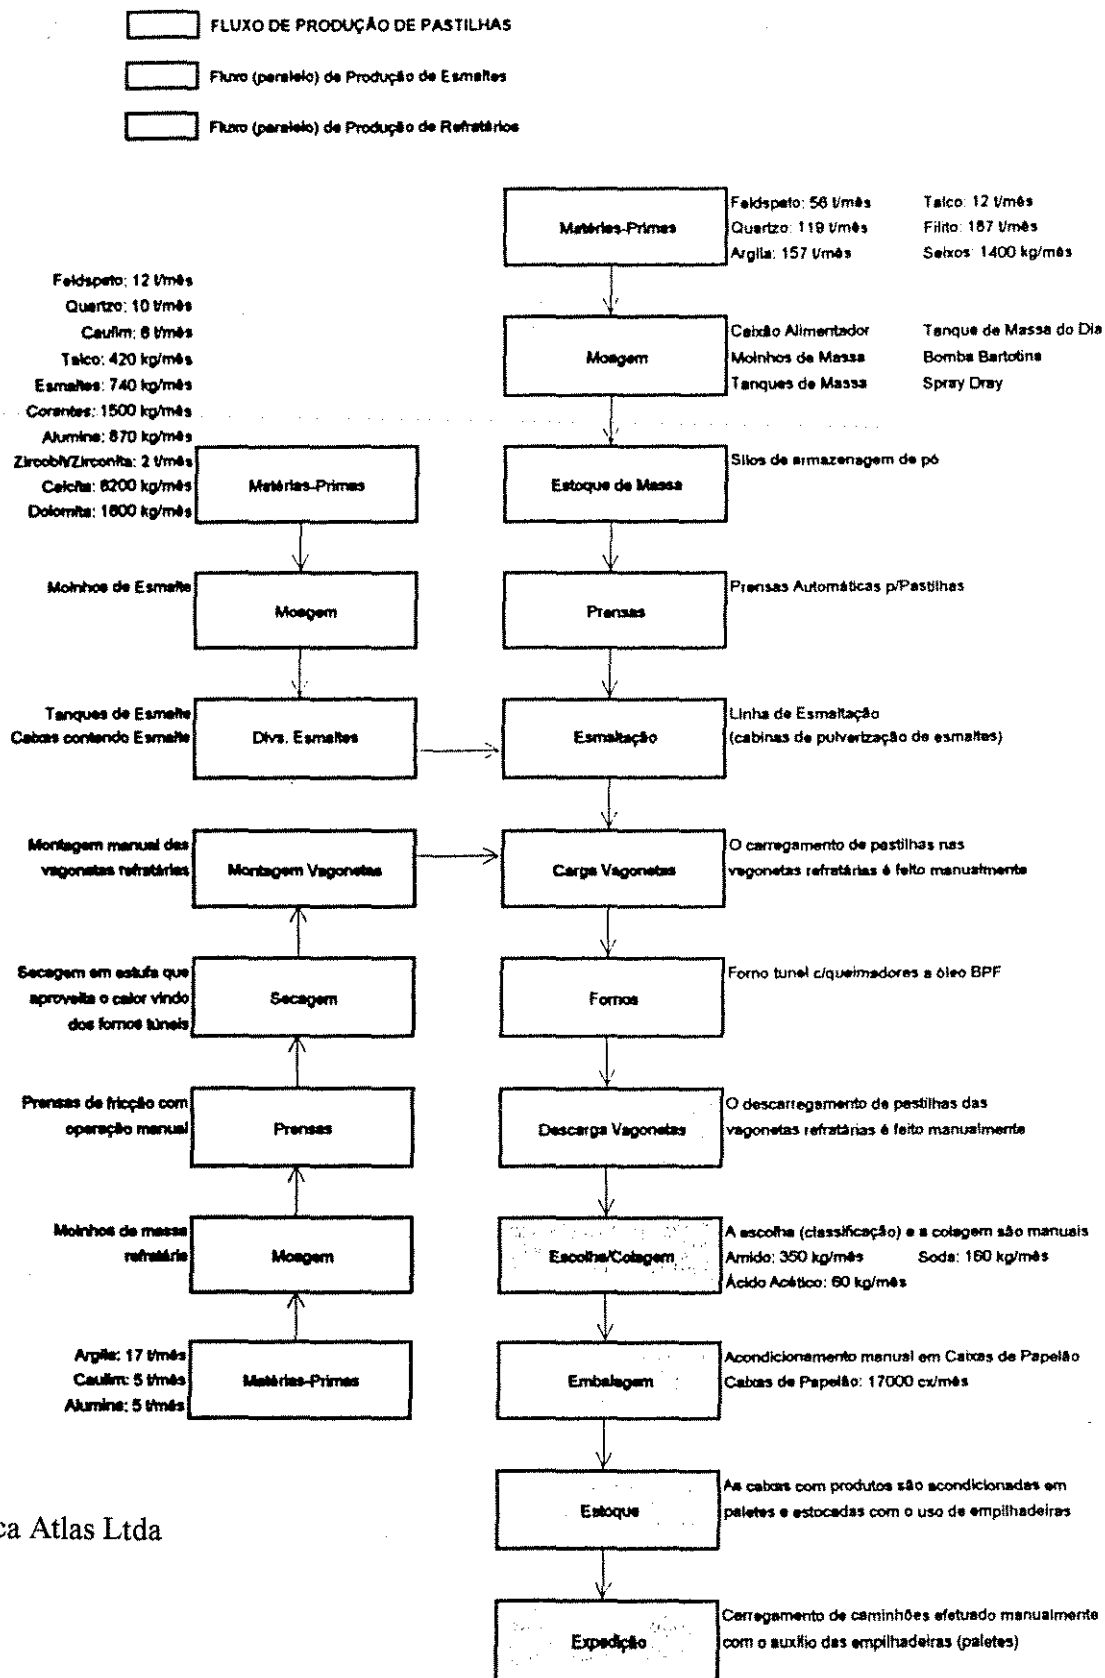 FLUXO DE PRODUÇÃO DE PASTILHAS
Fluxo (paralelo) de Produção de Esmaltes
Fluxo (paralelo) de Produção de Refratários
Matérias-Primas
Feldspato: 56 t/mês
Talco: 12 t/mês
Quartzo: 119 t/mês
Filito: 187 t/mês
Argila: 157 t/mês
Seixos: 1400 kg/mês
Moagem
Caixão Alimentador
Tanque de Massa do Dia
Moinhos de Massa
Bomba Barbotina
Tanques de Massa
Spray Dray
Estoque de Massa
Silos de armazenagem de pó
Prensas
Prensas Automáticas p/Pastilhas
Esmaltação
Linha de Esmaltação
(cabinas de pulverização de esmaltes)
Carga Vagonetas
O carregamento de pastilhas nas
vagonetas refratárias é feito manualmente
Fornos
Forno tunel c/queimadores a óleo BPF
Descarga Vagonetas
O descarregamento de pastilhas das
vagonetas refratárias é feito manualmente
Escolha/Colagem
A escolha (classificação) e a colagem são manuais
Amido: 350 kg/mês
Soda: 160 kg/mês
Ácido Acético: 60 kg/mês
Embalagem
Acondicionamento manual em Caixas de Papelão
Caixas de Papelão: 17000 cx/mês
Estoque
As caixas com produtos são acondicionadas em
paletes e estocadas com o uso de empilhadeiras
Expedição
Carregamento de caminhões efetuado manualmente
com o auxílio das empilhadeiras (paletes)
Feldspato: 12 t/mês
Quartzo: 10 t/mês
Caulim: 6 t/mês
Talco: 420 kg/mês
Esmaltes: 740 kg/mês
Corantes: 1500 kg/mês
Alumina: 870 kg/mês
Zircobit/Zirconita: 2 t/mês
Calcita: 6200 kg/mês
Dolomita: 1600 kg/mês
Matérias-Primas
Moinhos de Esmalte
Moagem
Tanques de Esmalte
Caixas contendo Esmalte
Divs. Esmaltes
Montagem manual das
vagonetas refratárias
Montagem Vagonetas
Secagem em estufa que
aproveita o calor vindo
dos fornos túneis
Secagem
Prensas de fricção com
operação manual
Prensas
Moinhos de massa
refratária
Moagem
Argila: 17 t/mês
Caulim: 5 t/mês
Alumina: 5 t/mês
Matérias-Primas
ca Atlas Ltda